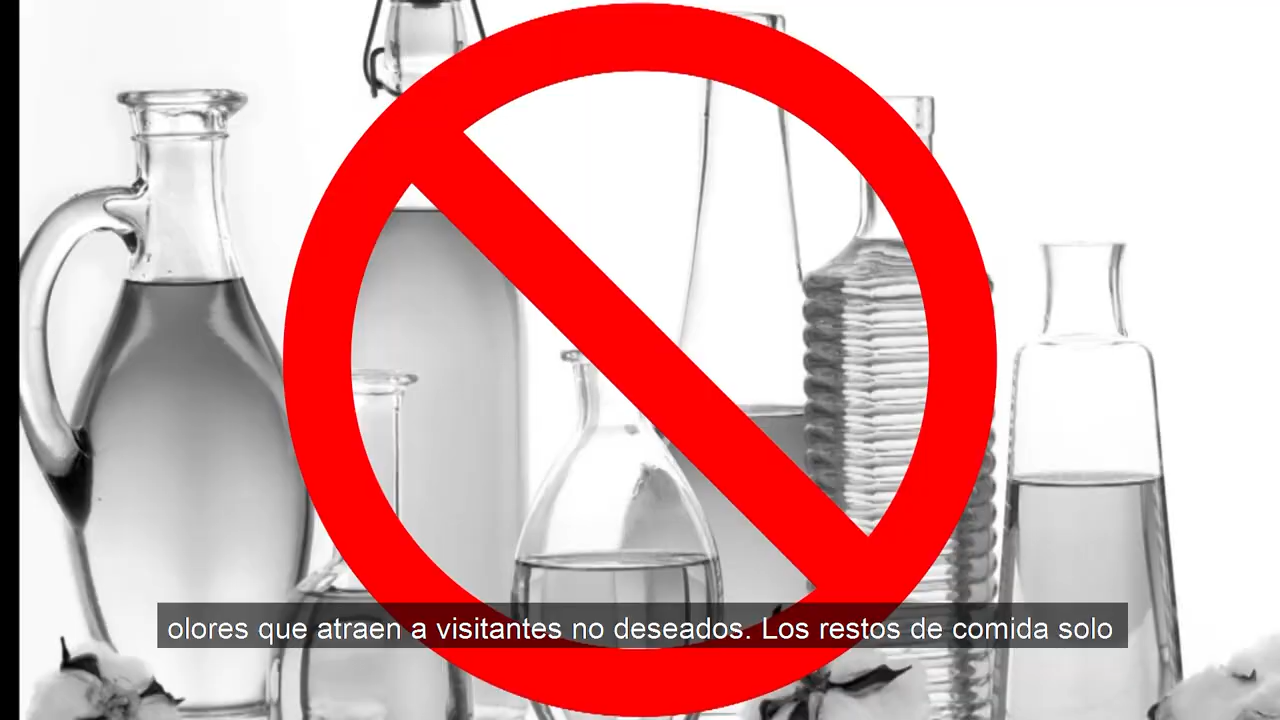 olores que atraen a visitantes no deseados. Los restos de comida solo